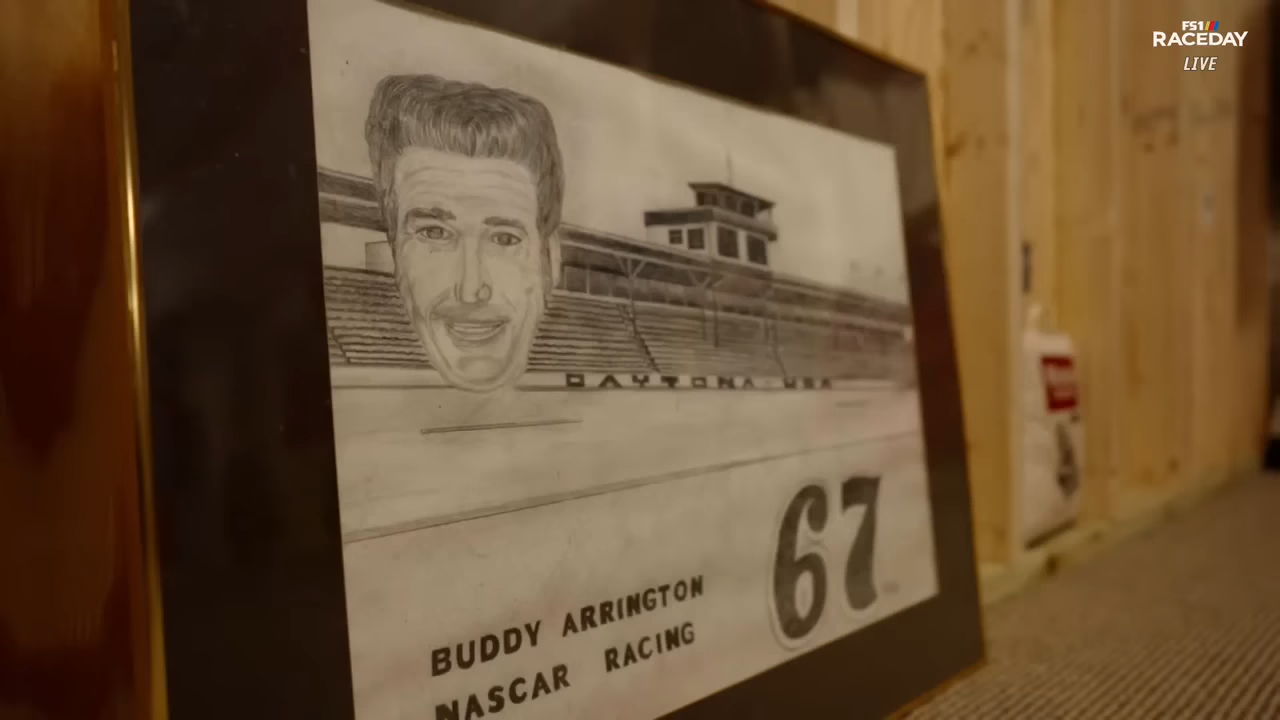 FS1
RACEDAY
LIVE
DAYTONA USA
67
BUDDY ARRINGTON
NASCAR RACING